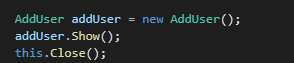 AddUser addUser = new AddUser();
addUser.Show();
this.Close();